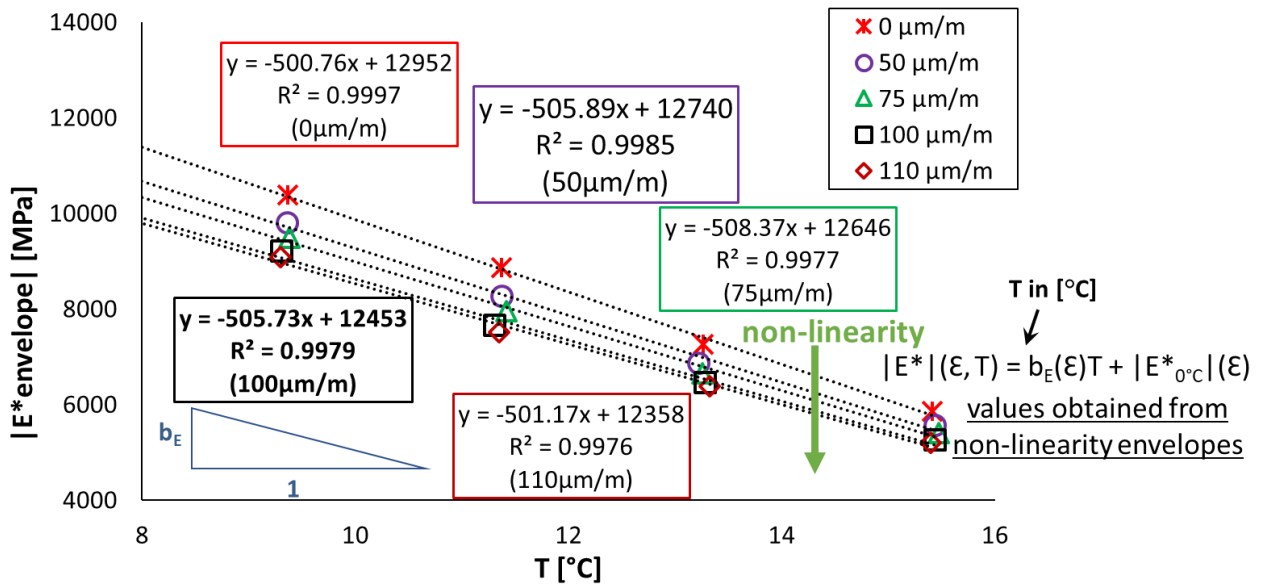 14000
12000
10000
8000
6000
4000
|E*envelope| [MPa]
y = -500.76x + 12952
R² = 0.9997
(0µm/m)
y = -505.89x + 12740
R² = 0.9985
(50µm/m)
0 µm/m
50 µm/m
75 µm/m
100 µm/m
110 µm/m
y = -508.37x + 12646
R² = 0.9977
(75µm/m)
non-linearity
T in [°C]
|E*|(Ɛ, T) = bE(Ɛ)T + |E*0°C|(Ɛ)
values obtained from
non-linearity envelopes
y = -505.73x + 12453
R² = 0.9979
(100µm/m)
y = -501.17x + 12358
R² = 0.9976
(110µm/m)
bE
1
8
10
12
14
16
T [°C]